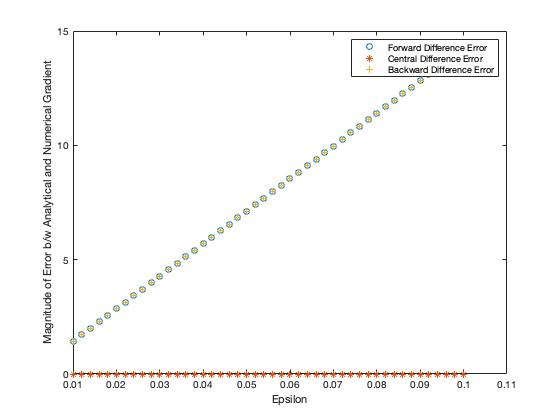 15
Forward Difference Error
Central Difference Error
Backward Difference Error
10
5
0
Magnitude of Error b/w Analytical and Numerical Gradient
0.01 0.02 0.03 0.04 0.05 0.06 0.07 0.08 0.09 0.1 0.11
Epsilon